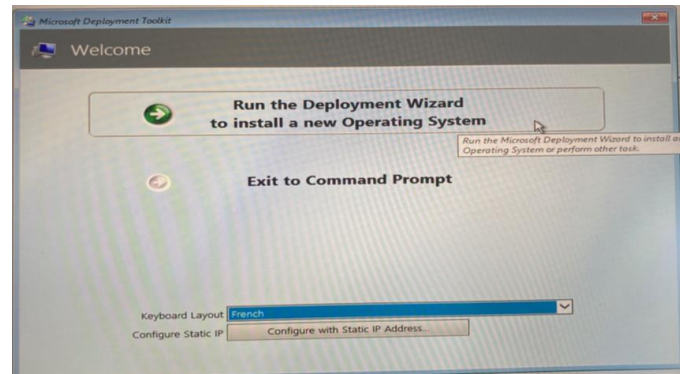 Microsoft Deployment Toolkit
Welcome
Run the Deployment Wizard
to install a new Operating System
Run the Microsoft Deployment Wizard to install a
Operating System or perform other task.
Exit to Command Prompt
Keyboard Layout French
Configure Static IP Configure with Static IP Address...